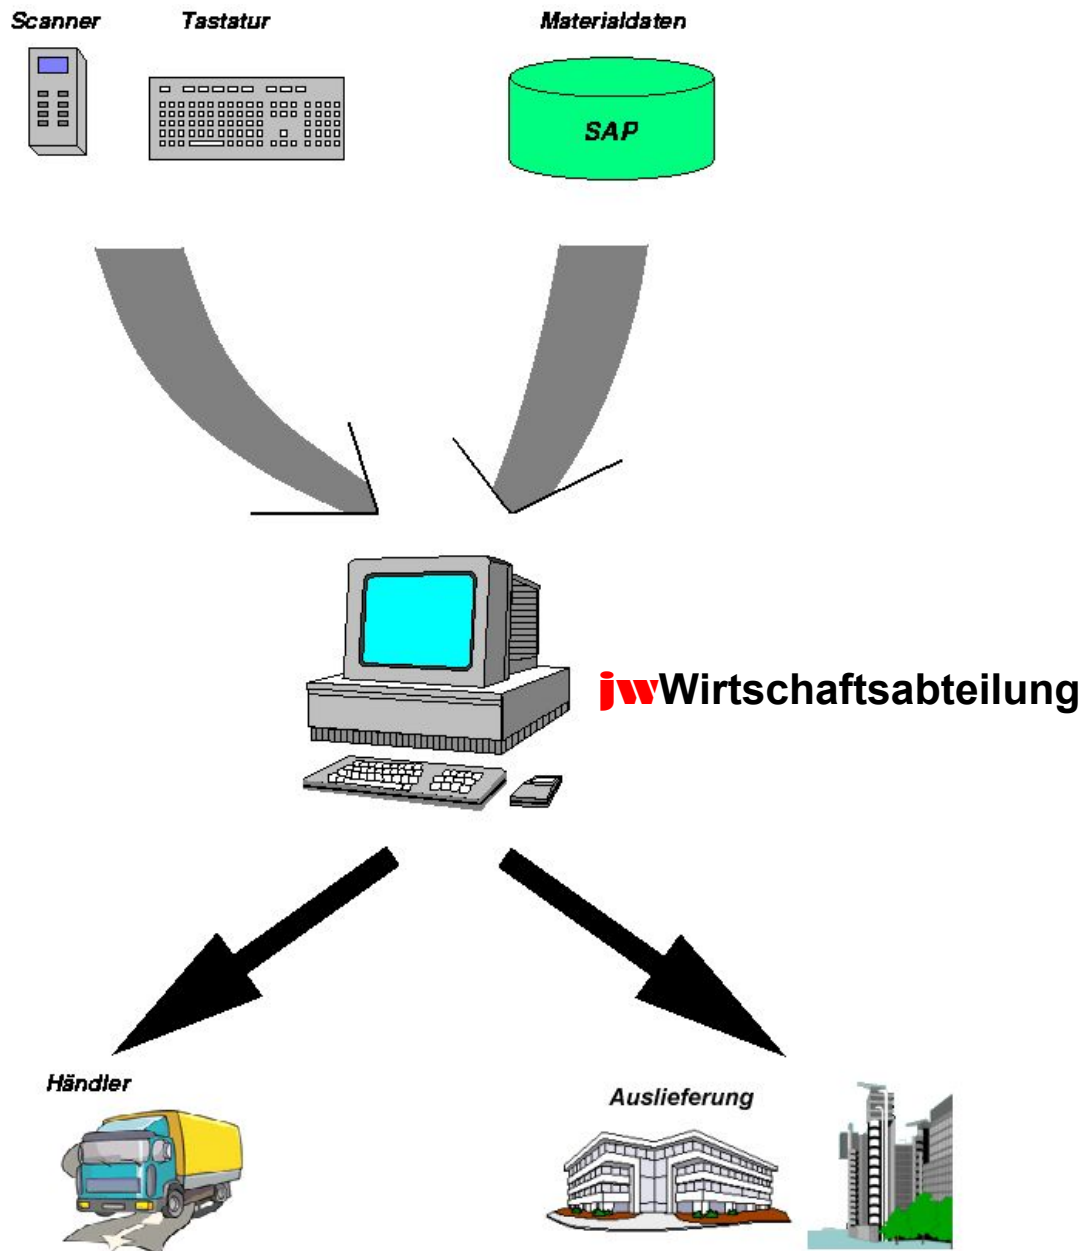 Scanner
Tastatur
Materialdaten
SAP
jwWirtschaftsabteilung
Händler
Auslieferung